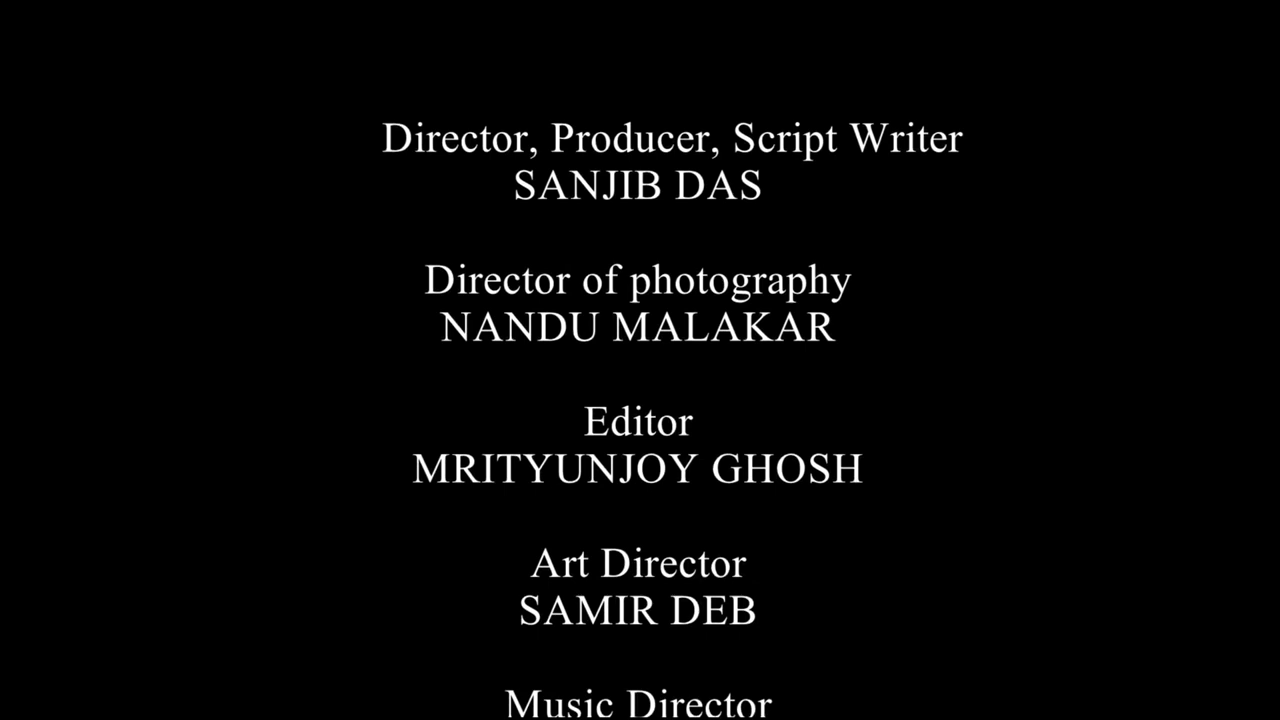 Director, Producer, Script Writer
SANJIB DAS
Director of photography
NANDU MALAKAR
Editor
MRITYUNJOY GHOSH
Art Director
SAMIR DEB
Music Director